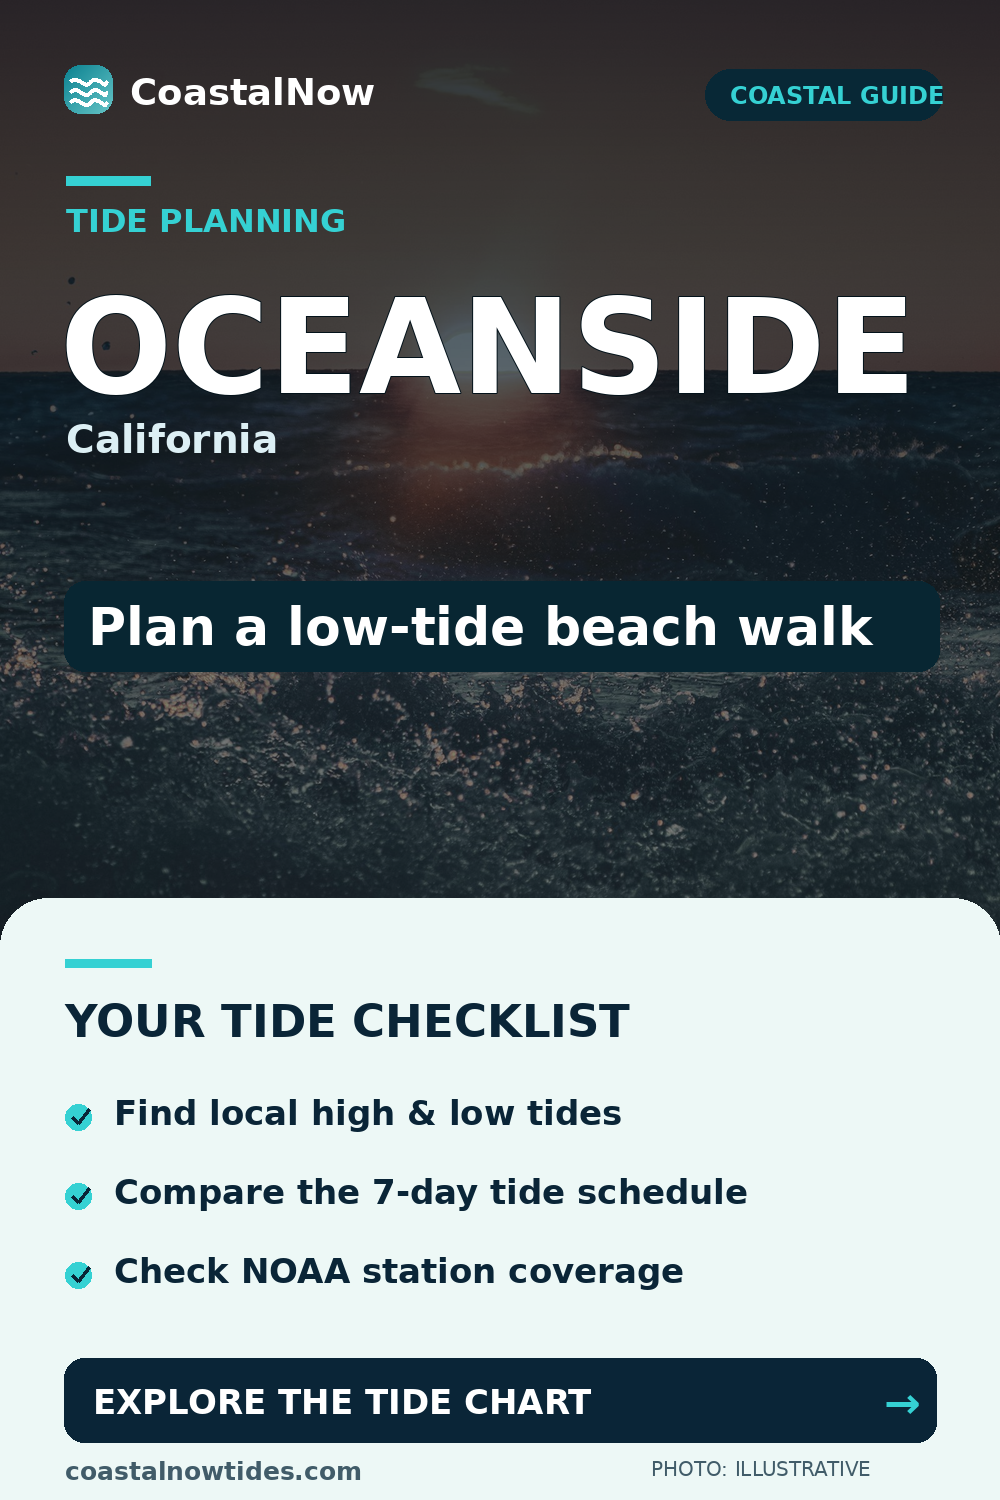 CoastalNow
COASTAL GUIDE
TIDE PLANNING
OCEANSIDE
California
Plan a low-tide beach walk
YOUR TIDE CHECKLIST
Find local high & low tides
Compare the 7-day tide schedule
Check NOAA station coverage
EXPLORE THE TIDE CHART →
coastalnowtides.com
PHOTO: ILLUSTRATIVE